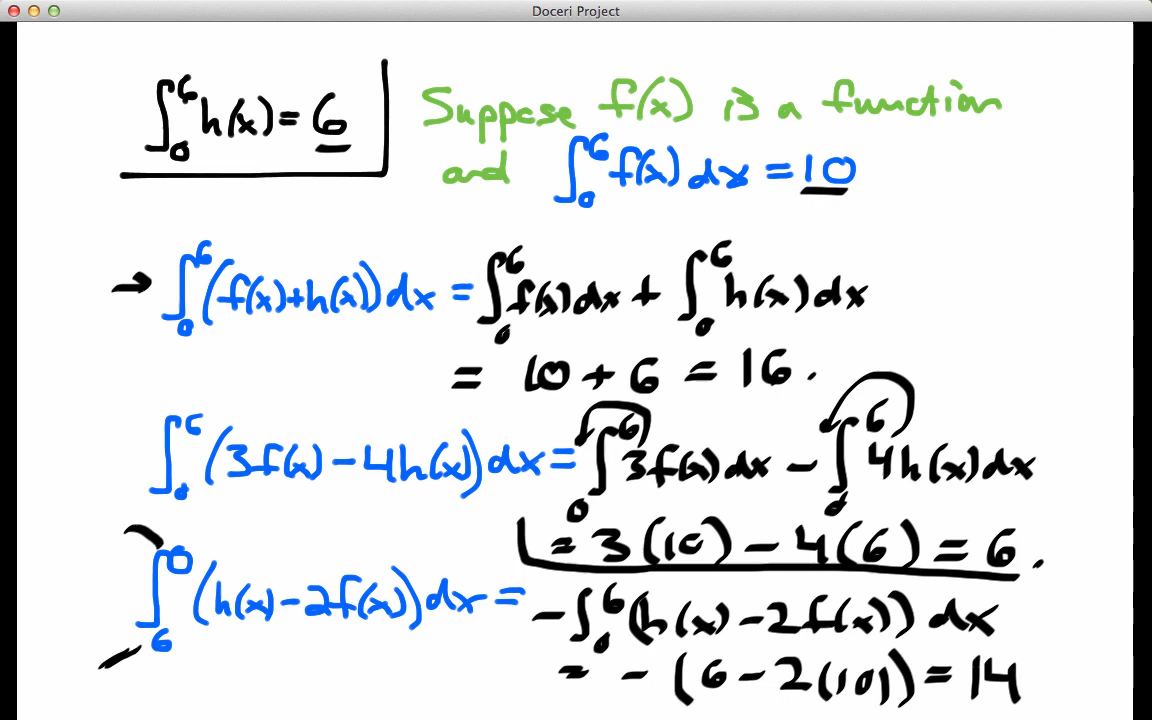 Doceri Project
∫₀⁶ h(x) = 6
Suppose f(x) is a function
and ∫₀⁶ f(x) dx = 10
→ ∫₀⁶ (f(x)+h(x)) dx = ∫₀⁶ f(x) dx + ∫₀⁶ h(x) dx
= 10 + 6 = 16.
∫₀⁶ (3f(x) - 4h(x)) dx = ∫₀⁶ 3f(x) dx - ∫₀⁶ 4h(x) dx
= 3(10) - 4(6) = 6.
∫₆⁰ (h(x) - 2f(x)) dx = - ∫₀⁶ (h(x) - 2f(x)) dx
= - (6 - 2(10)) = 14